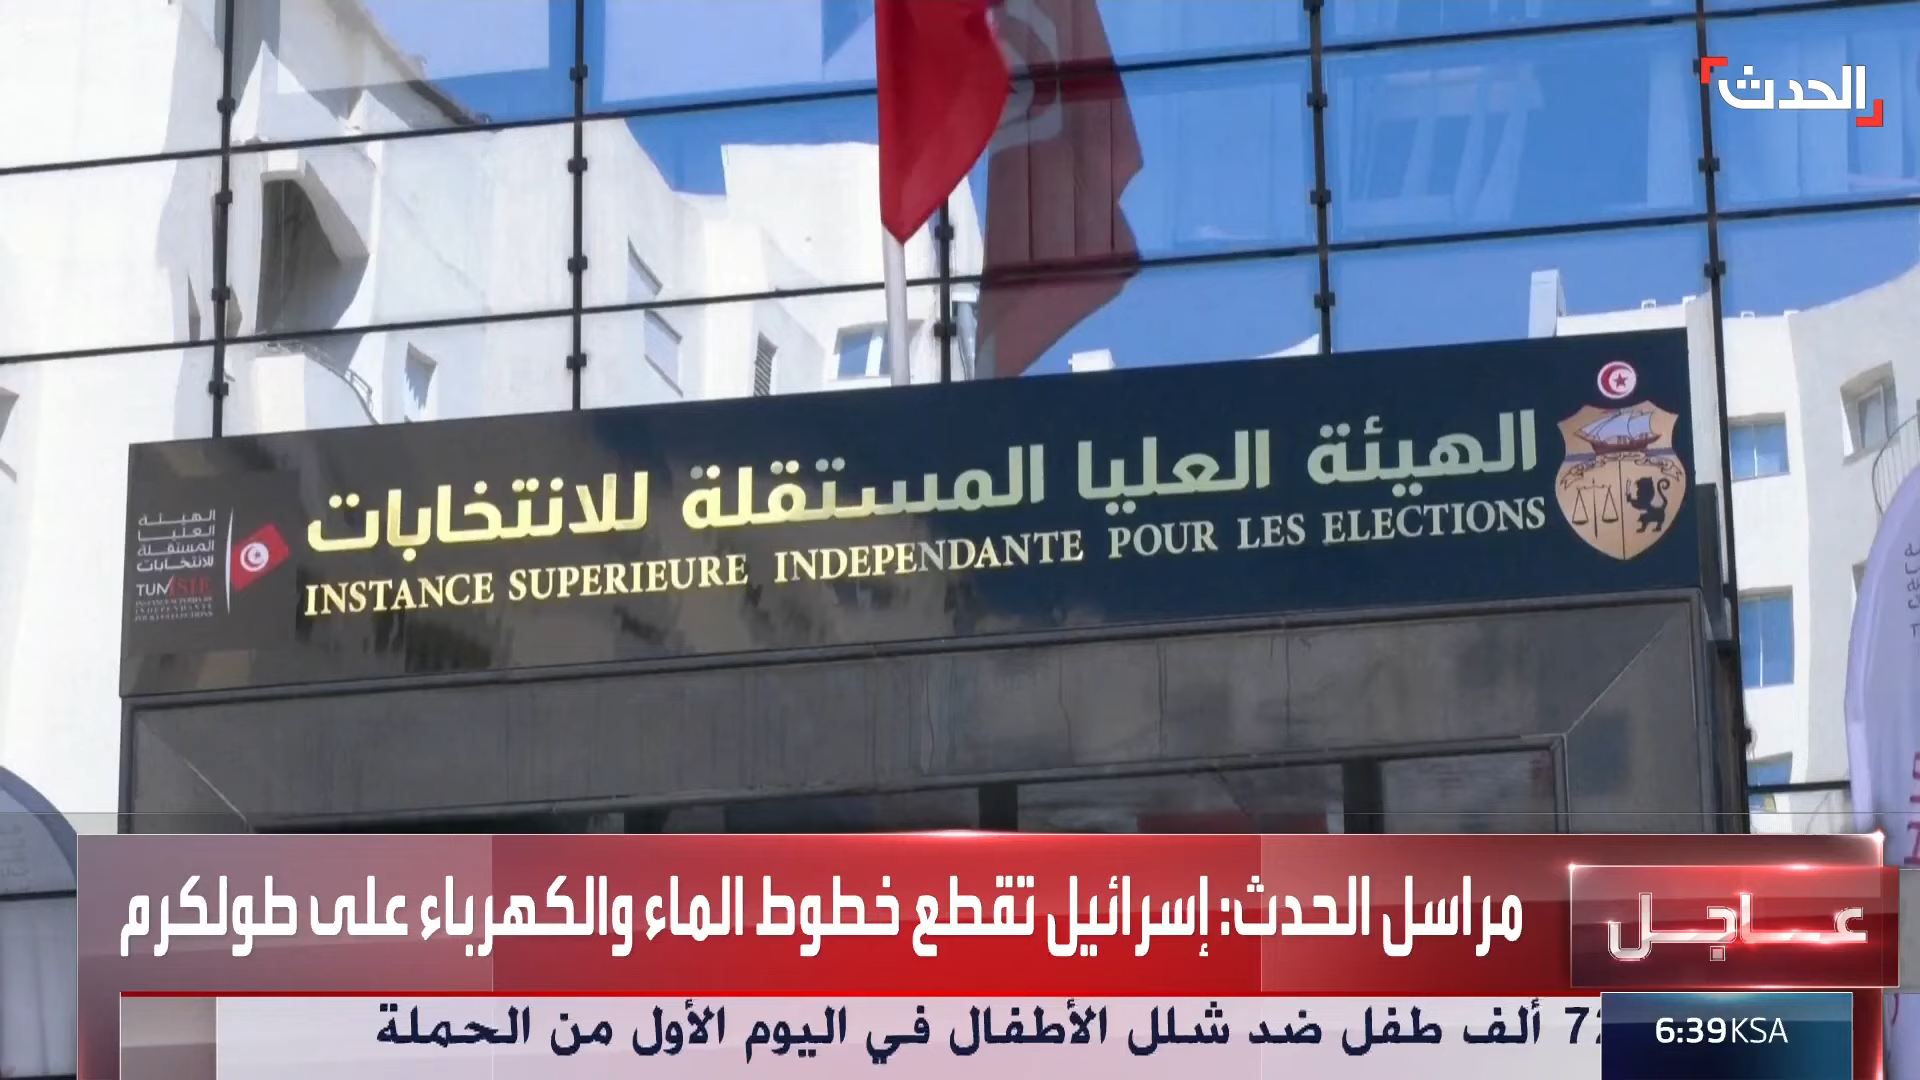 الحدث
الهيئة العليا المستقلة للانتخابات
INSTANCE SUPERIEURE INDEPENDANTE POUR LES ELECTIONS
الهيئة
العليا
المستقلة
للانتخابات
TUNISIE
عاجل
مراسل الحدث: إسرائيل تقطع خطوط الماء والكهرباء على طولكرم
72 ألف طفل ضد شلل الأطفال في اليوم الأول من الحملة
6:39 KSA